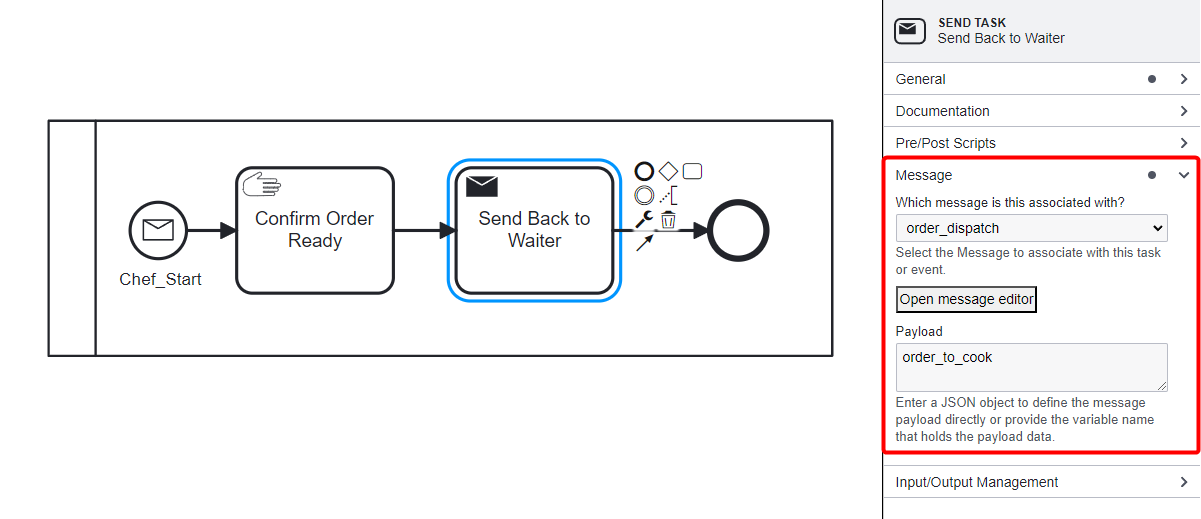 Chef_Start
Confirm Order
Ready
Send Back to
Waiter
SEND TASK
Send Back to Waiter
General
Documentation
Pre/Post Scripts
Message
Which message is this associated with?
order_dispatch
Select the Message to associate with this task
or event.
Open message editor
Payload
order_to_cook
Enter a JSON object to define the message
payload directly or provide the variable name
that holds the payload data.
Input/Output Management